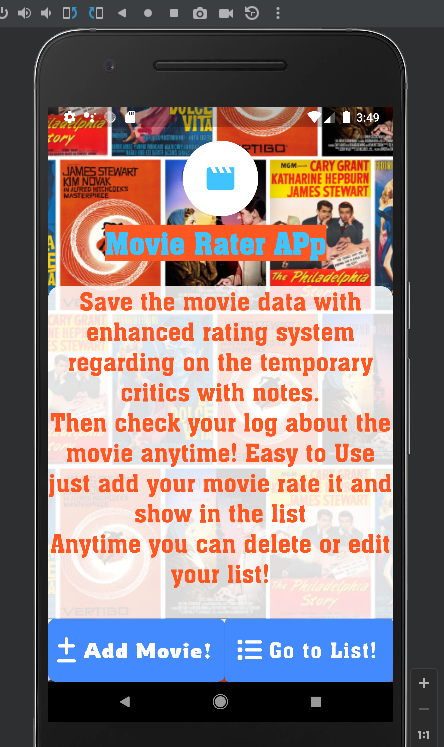 3:49
Philadelphia
Story
DOLCE
VITA
VERTIGO
JAMES STEWART
KIM NOVAK
IN ALFRED HITCHCOCK'S
MASTERPIECE
MGM
CARY GRANT
KATHARINE HEPBURN
JAMES STEWART
The Philadelphia
Movie Rater APp
Save the movie data with
enhanced rating system
regarding on the temporary
critics with notes.
Then check your log about the
movie anytime! Easy to Use
just add your movie rate it and
show in the list
Anytime you can delete or edit
your list!
VERTIGO
Philadelphia
Story
Add Movie!
Go to List!
1:1